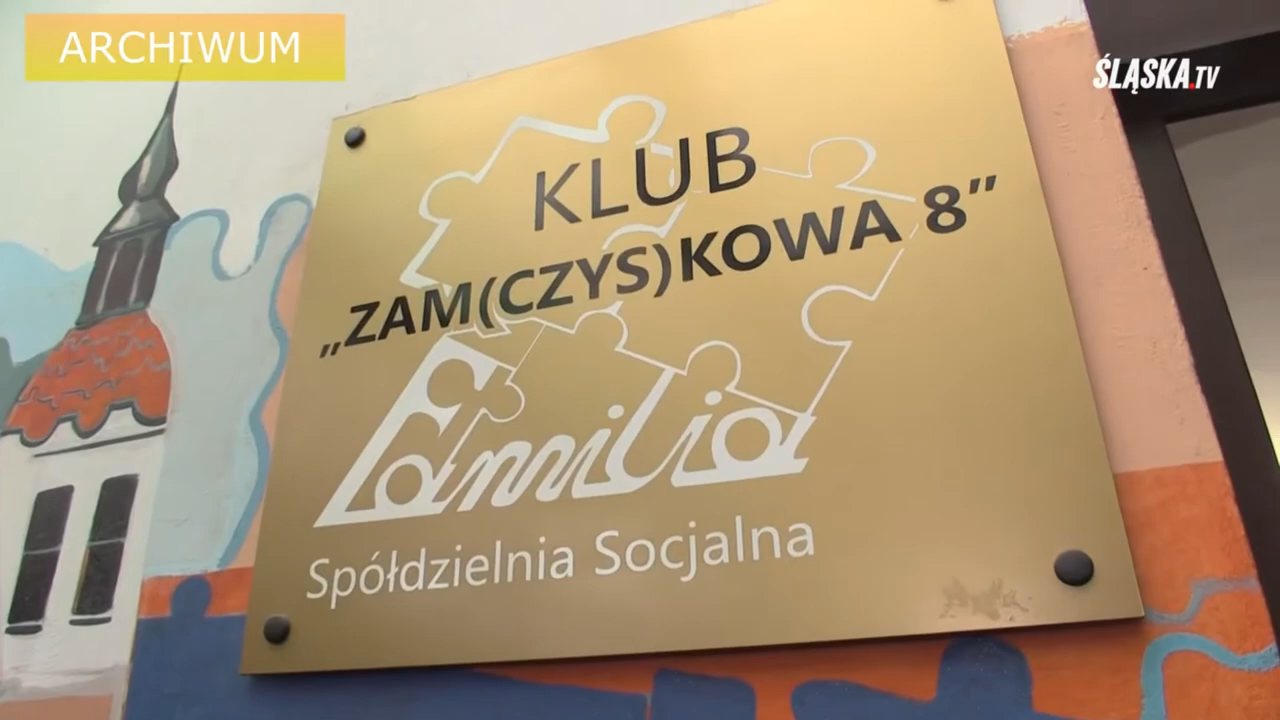 ARCHIWUM
ŚLĄSKA.TV
KLUB
„ZAM(CZYS)KOWA 8”
Familia
Spółdzielnia Socjalna